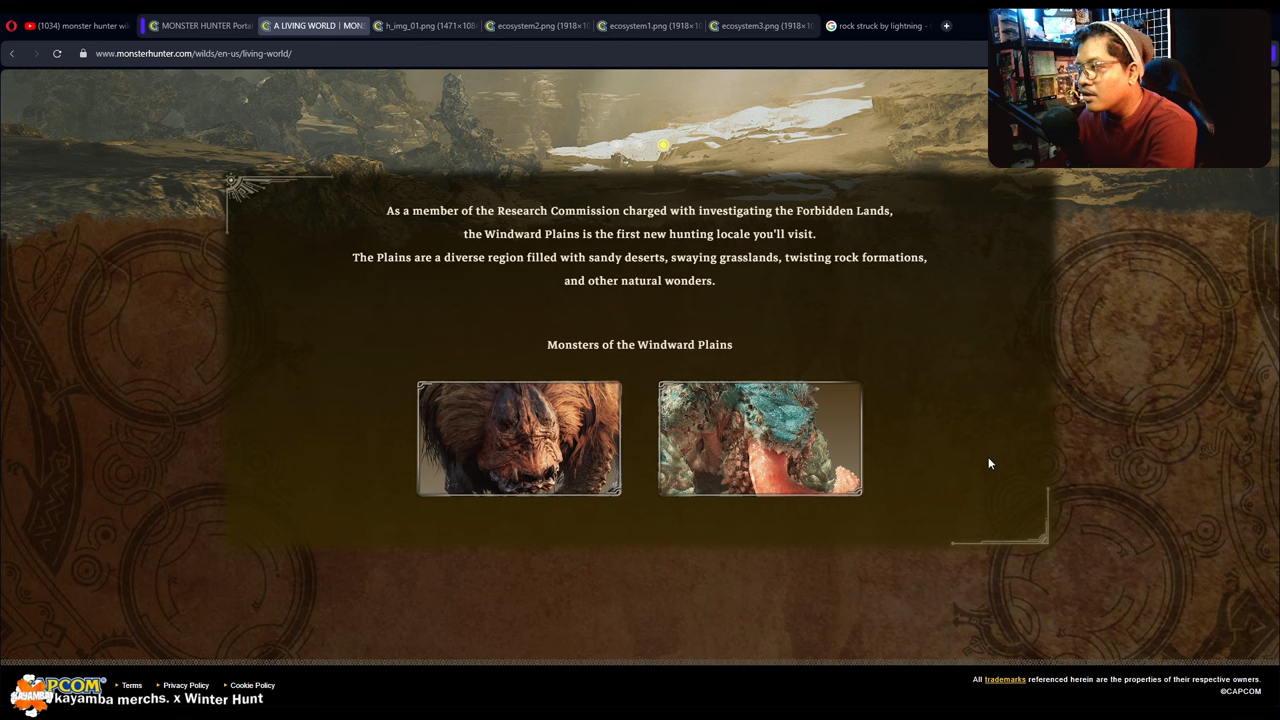 (1034) monster hunter wil
MONSTER HUNTER Porta
A LIVING WORLD | MON
h_img_01.png (1471×108
ecosystem2.png (1918×1
ecosystem1.png (1918×1
ecosystem3.png (1918×1
rock struck by lightning -
www.monsterhunter.com/wilds/en-us/living-world/
As a member of the Research Commission charged with investigating the Forbidden Lands,
the Windward Plains is the first new hunting locale you'll visit.
The Plains are a diverse region filled with sandy deserts, swaying grasslands, twisting rock formations,
and other natural wonders.
Monsters of the Windward Plains
CAPCOM
Terms
Privacy Policy
Cookie Policy
KAYAMBA
/kayamba merchs. x Winter Hunt
All trademarks referenced herein are the properties of their respective owners.
©CAPCOM